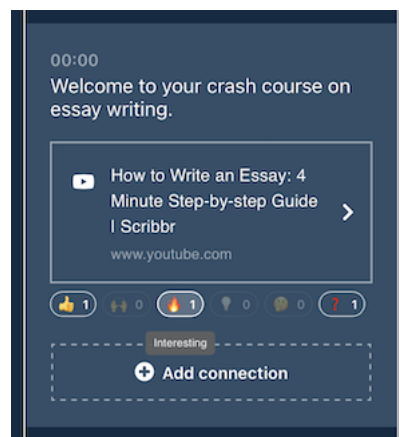 00:00
Welcome to your crash course on
essay writing.
How to Write an Essay: 4
Minute Step-by-step Guide
| Scribbr
www.youtube.com
1 0 1 0 0 1
Interesting
Add connection